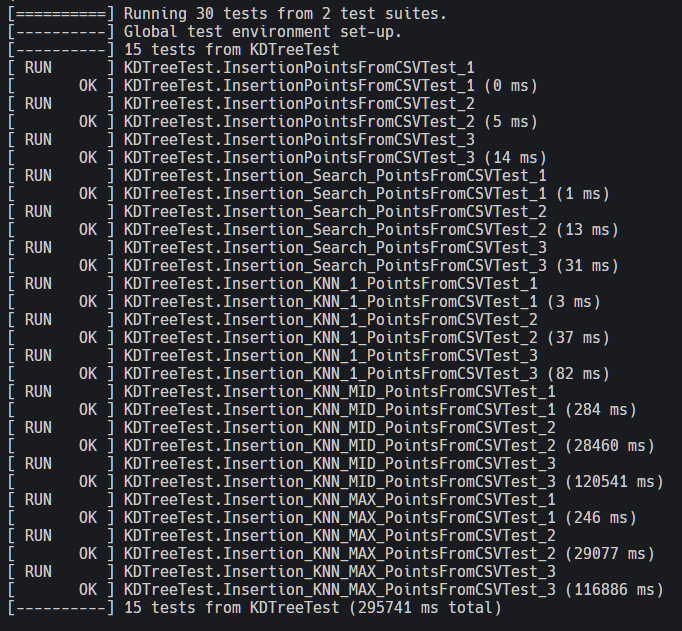 [==========] Running 30 tests from 2 test suites.
[----------] Global test environment set-up.
[----------] 15 tests from KDTreeTest
[ RUN      ] KDTreeTest.InsertionPointsFromCSVTest_1
[       OK ] KDTreeTest.InsertionPointsFromCSVTest_1 (0 ms)
[ RUN      ] KDTreeTest.InsertionPointsFromCSVTest_2
[       OK ] KDTreeTest.InsertionPointsFromCSVTest_2 (5 ms)
[ RUN      ] KDTreeTest.InsertionPointsFromCSVTest_3
[       OK ] KDTreeTest.InsertionPointsFromCSVTest_3 (14 ms)
[ RUN      ] KDTreeTest.Insertion_Search_PointsFromCSVTest_1
[       OK ] KDTreeTest.Insertion_Search_PointsFromCSVTest_1 (1 ms)
[ RUN      ] KDTreeTest.Insertion_Search_PointsFromCSVTest_2
[       OK ] KDTreeTest.Insertion_Search_PointsFromCSVTest_2 (13 ms)
[ RUN      ] KDTreeTest.Insertion_Search_PointsFromCSVTest_3
[       OK ] KDTreeTest.Insertion_Search_PointsFromCSVTest_3 (31 ms)
[ RUN      ] KDTreeTest.Insertion_KNN_1_PointsFromCSVTest_1
[       OK ] KDTreeTest.Insertion_KNN_1_PointsFromCSVTest_1 (3 ms)
[ RUN      ] KDTreeTest.Insertion_KNN_1_PointsFromCSVTest_2
[       OK ] KDTreeTest.Insertion_KNN_1_PointsFromCSVTest_2 (37 ms)
[ RUN      ] KDTreeTest.Insertion_KNN_1_PointsFromCSVTest_3
[       OK ] KDTreeTest.Insertion_KNN_1_PointsFromCSVTest_3 (82 ms)
[ RUN      ] KDTreeTest.Insertion_KNN_MID_PointsFromCSVTest_1
[       OK ] KDTreeTest.Insertion_KNN_MID_PointsFromCSVTest_1 (284 ms)
[ RUN      ] KDTreeTest.Insertion_KNN_MID_PointsFromCSVTest_2
[       OK ] KDTreeTest.Insertion_KNN_MID_PointsFromCSVTest_2 (28460 ms)
[ RUN      ] KDTreeTest.Insertion_KNN_MID_PointsFromCSVTest_3
[       OK ] KDTreeTest.Insertion_KNN_MID_PointsFromCSVTest_3 (120541 ms)
[ RUN      ] KDTreeTest.Insertion_KNN_MAX_PointsFromCSVTest_1
[       OK ] KDTreeTest.Insertion_KNN_MAX_PointsFromCSVTest_1 (246 ms)
[ RUN      ] KDTreeTest.Insertion_KNN_MAX_PointsFromCSVTest_2
[       OK ] KDTreeTest.Insertion_KNN_MAX_PointsFromCSVTest_2 (29077 ms)
[ RUN      ] KDTreeTest.Insertion_KNN_MAX_PointsFromCSVTest_3
[       OK ] KDTreeTest.Insertion_KNN_MAX_PointsFromCSVTest_3 (116886 ms)
[----------] 15 tests from KDTreeTest (295741 ms total)